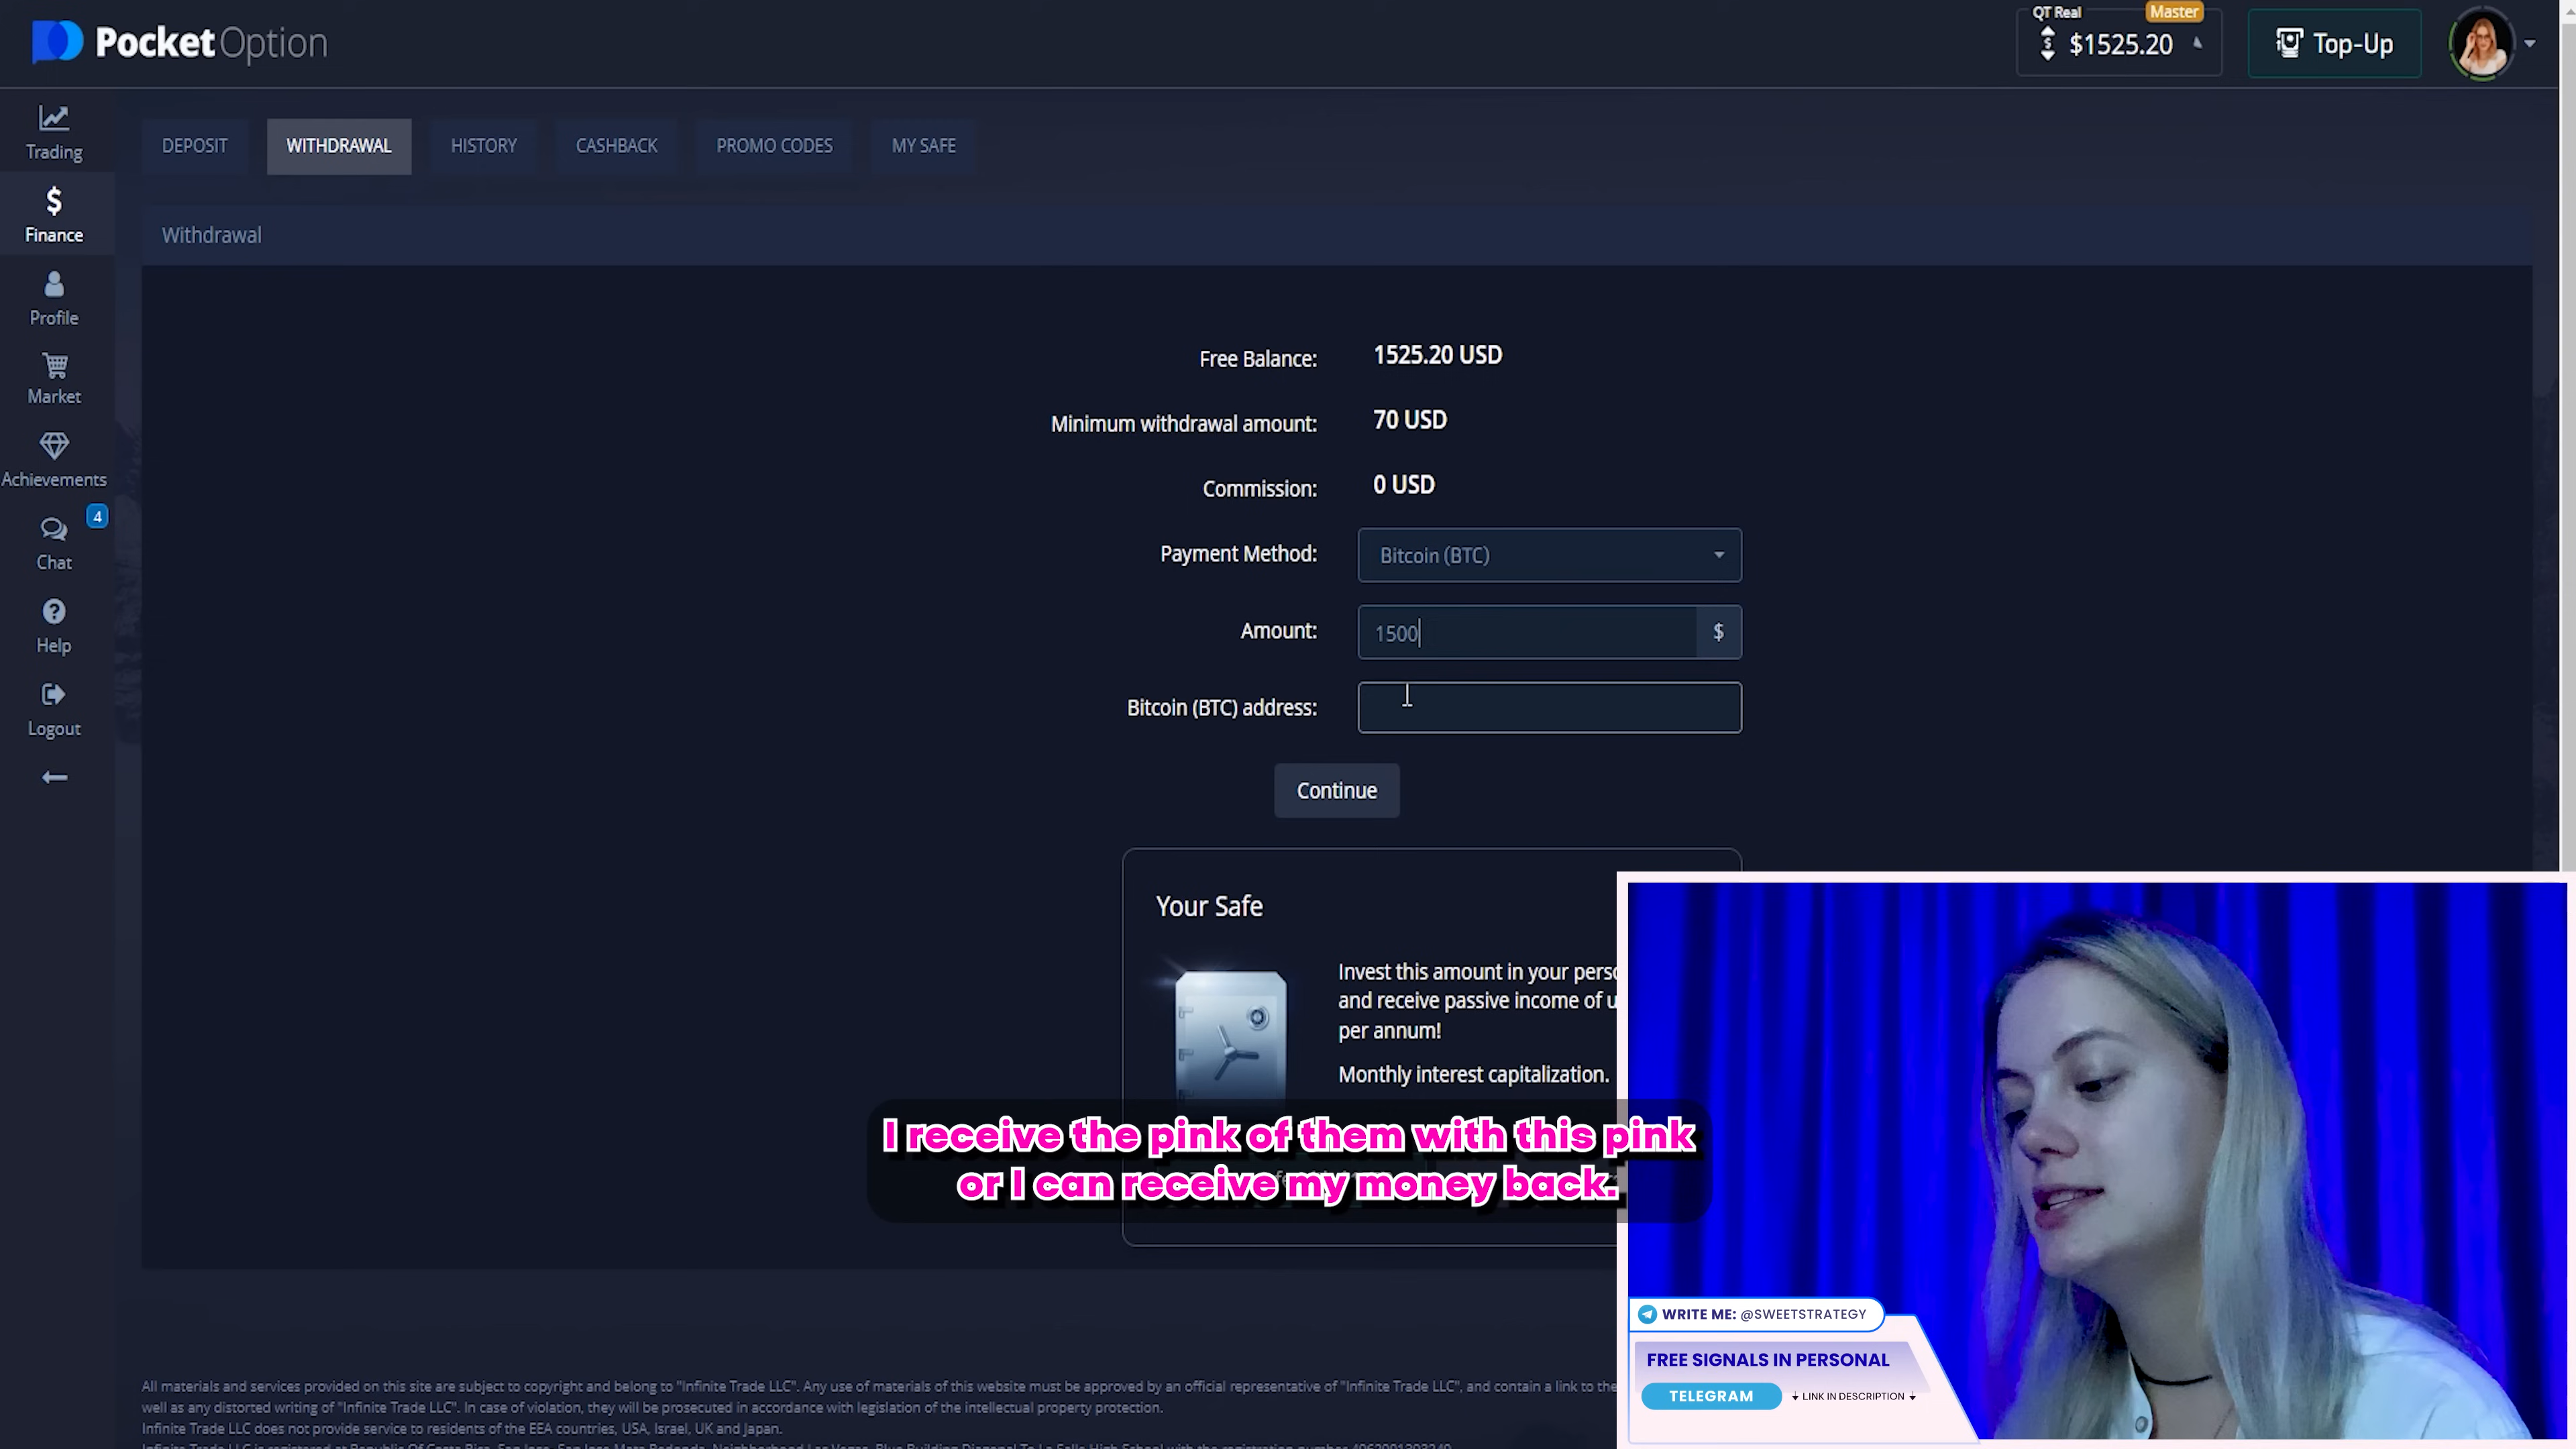 PocketOption
QT Real
Master
$1525.20
Top-Up
Trading
Finance
Profile
Market
Achievements
4
Chat
Help
Logout
DEPOSIT
WITHDRAWAL
HISTORY
CASHBACK
PROMO CODES
MY SAFE
Withdrawal
Free Balance: 1525.20 USD
Minimum withdrawal amount: 70 USD
Commission: 0 USD
Payment Method: Bitcoin (BTC)
Amount: 1500 $
Bitcoin (BTC) address:
Continue
Your Safe
Invest this amount in your
and receive passive income of
per annum!
Monthly interest capitalization.
I receive the pink of them with this pink
or I can receive my money back.
WRITE ME: @SWEETSTRATEGY
FREE SIGNALS IN PERSONAL
TELEGRAM
LINK IN DESCRIPTION
All materials and services provided on this site are subject to copyright and belong to "Infinite Trade LLC". Any use of materials of this website must be approved by an official representative of "Infinite Trade LLC", and contain a link to the
well as any distorted writing of "Infinite Trade LLC". In case of violation, they will be prosecuted in accordance with legislation of the intellectual property protection.
Infinite Trade LLC does not provide service to residents of the EEA countries, USA, Israel, UK and Japan.